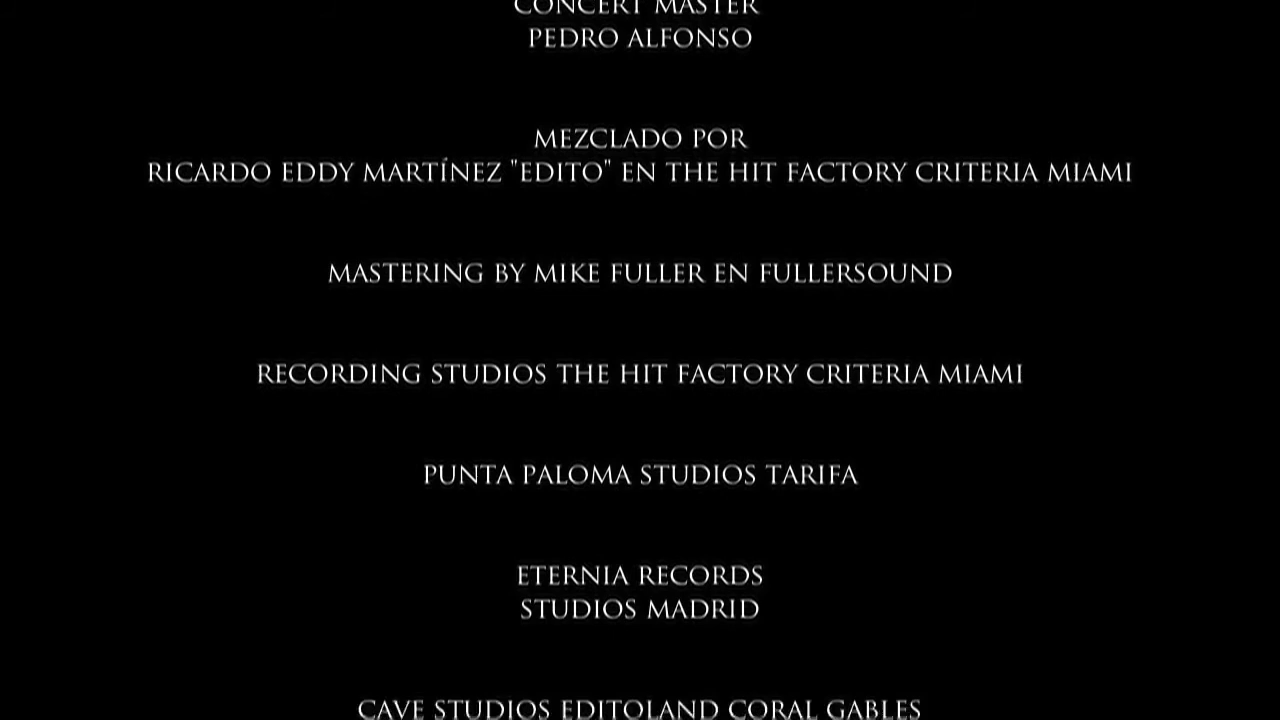 CONCERT MASTER
PEDRO ALFONSO
MEZCLADO POR
RICARDO EDDY MARTÍNEZ "EDITO" EN THE HIT FACTORY CRITERIA MIAMI
MASTERING BY MIKE FULLER EN FULLERSOUND
RECORDING STUDIOS THE HIT FACTORY CRITERIA MIAMI
PUNTA PALOMA STUDIOS TARIFA
ETERNIA RECORDS
STUDIOS MADRID
CAVE STUDIOS EDITOLAND CORAL GABLES